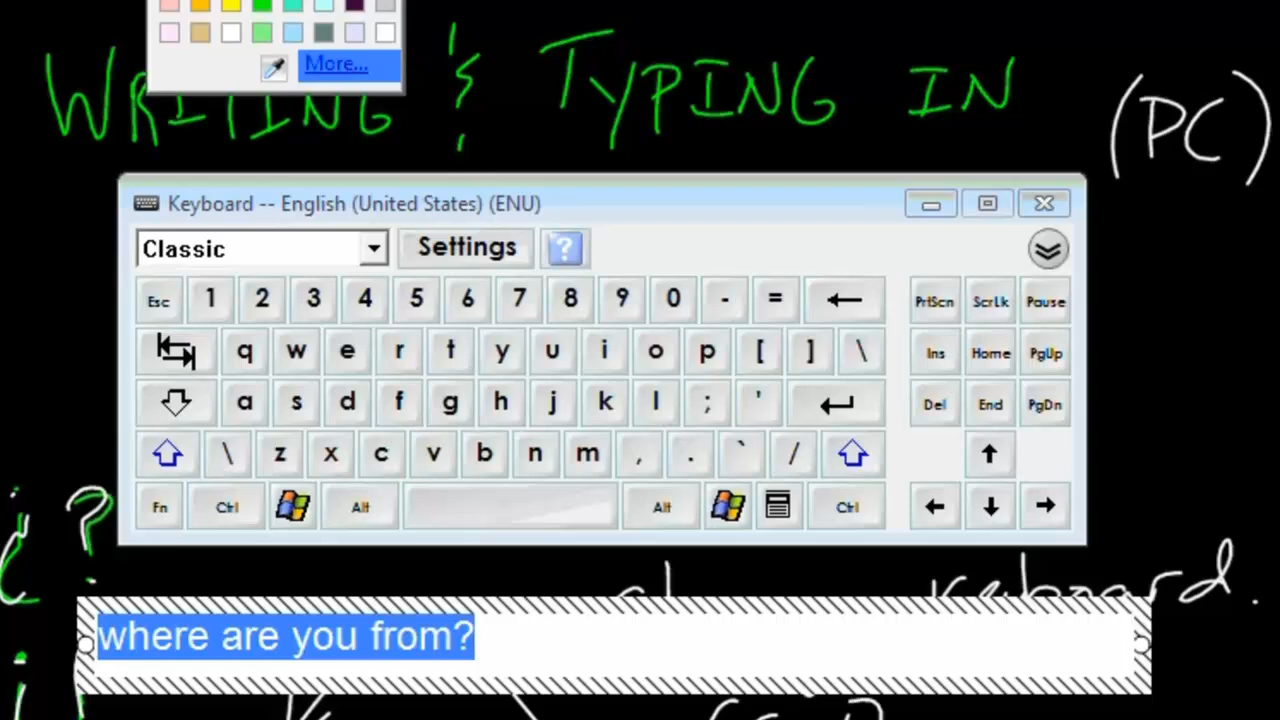 More...
WRITING & TYPING IN (PC)
Keyboard -- English (United States) (ENU)
Classic Settings ?
Esc 1 2 3 4 5 6 7 8 9 0 - = PrtScn ScrLk Pause
q w e r t y u i o p [ ] \ Ins Home PgUp
a s d f g h j k l ; ' Del End PgDn
\ z x c v b n m , . ` /
Fn Ctrl Alt Alt Ctrl
¿ ?
keyboard.
where are you from?